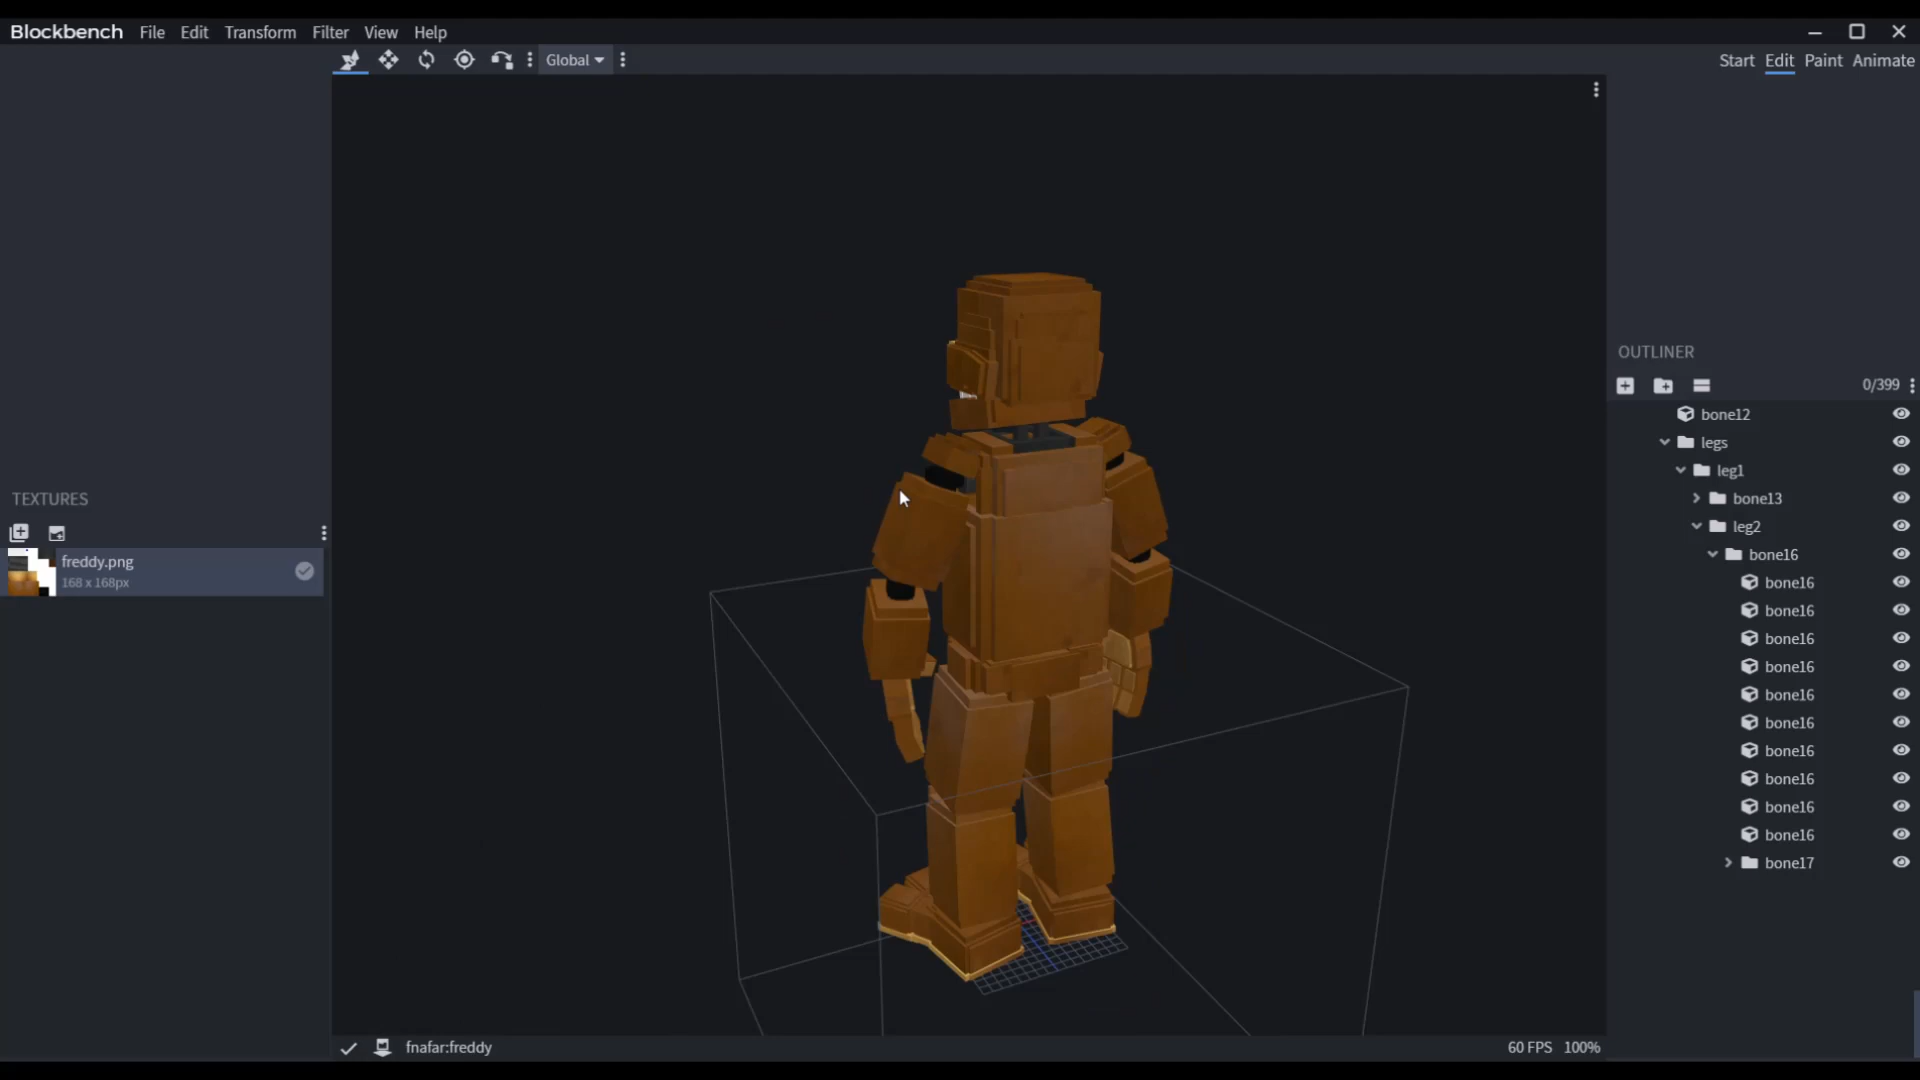 Blockbench File Edit Transform Filter View Help
Global
Start Edit Paint Animate
OUTLINER
0/399
bone12
legs
leg1
bone13
leg2
bone16
bone16
bone16
bone16
bone16
bone16
bone16
bone16
bone16
bone16
bone16
bone17
TEXTURES
freddy.png
168 x 168px
fnafar:freddy
60 FPS 100%